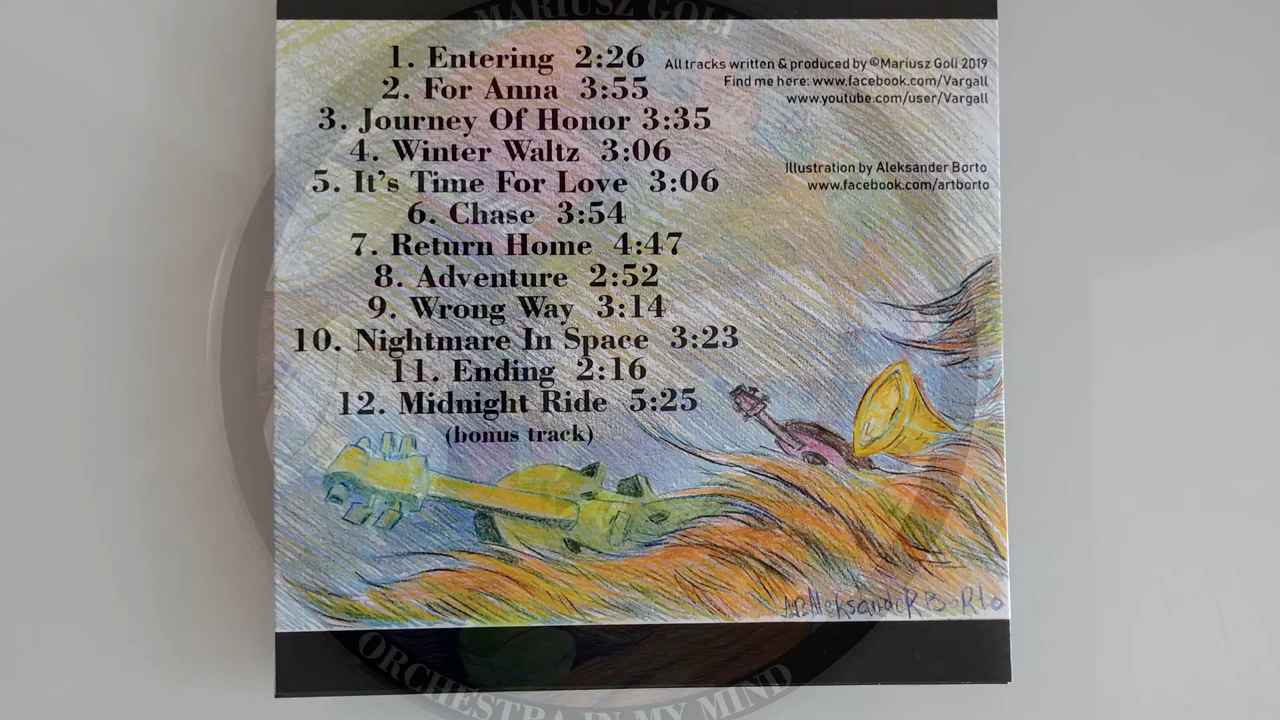 MARIUSZ GOLI
1. Entering 2:26
2. For Anna 3:55
3. Journey Of Honor 3:35
4. Winter Waltz 3:06
5. It's Time For Love 3:06
6. Chase 3:54
7. Return Home 4:47
8. Adventure 2:52
9. Wrong Way 3:14
10. Nightmare In Space 3:23
11. Ending 2:16
12. Midnight Ride 5:25
(bonus track)
All tracks written & produced by ©Mariusz Goli 2019
Find me here: www.facebook.com/Vargall
www.youtube.com/user/Vargall
Illustration by Aleksander Borto
www.facebook.com/artborto
Aleksander Borto
ORCHESTRA IN MY MIND